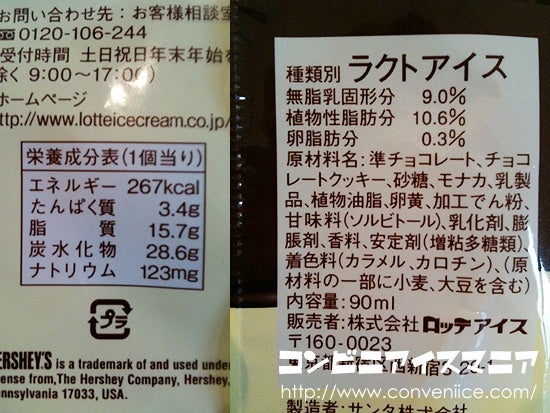 お問い合わせ先:お客様相談室
0120-106-244
受付時間 土日祝日年末年始
除く 9:00〜17:00)
ホームページ
http://www.lotteicecream.co.jp/
栄養成分表(1個当り)
エネルギー 267kcal
たんぱく質 3.4g
脂質 15.7g
炭水化物 28.6g
ナトリウム 123mg
プラ
HERSHEY'S is a trademark of and used under
license from, The Hershey Company, Hershey,
Pennsylvania 17033, USA.
種類別 ラクトアイス
無脂乳固形分 9.0%
植物性脂肪分 10.6%
卵脂肪分 0.3%
原材料名:準チョコレート、チョコ
レートクッキー、砂糖、モナカ、乳製
品、植物油脂、卵黄、加工でん粉、
甘味料(ソルビトール)、乳化剤、膨
脹剤、香料、安定剤(増粘多糖類)、
着色料(カラメル、カロチン)、(原
材料の一部に小麦、大豆を含む)
内容量:90ml
販売者:株式会社ロッテアイス
〒160-0023
コンビニアイスマニア
http://www.conveniice.com/
製造者:サンタ株式会社